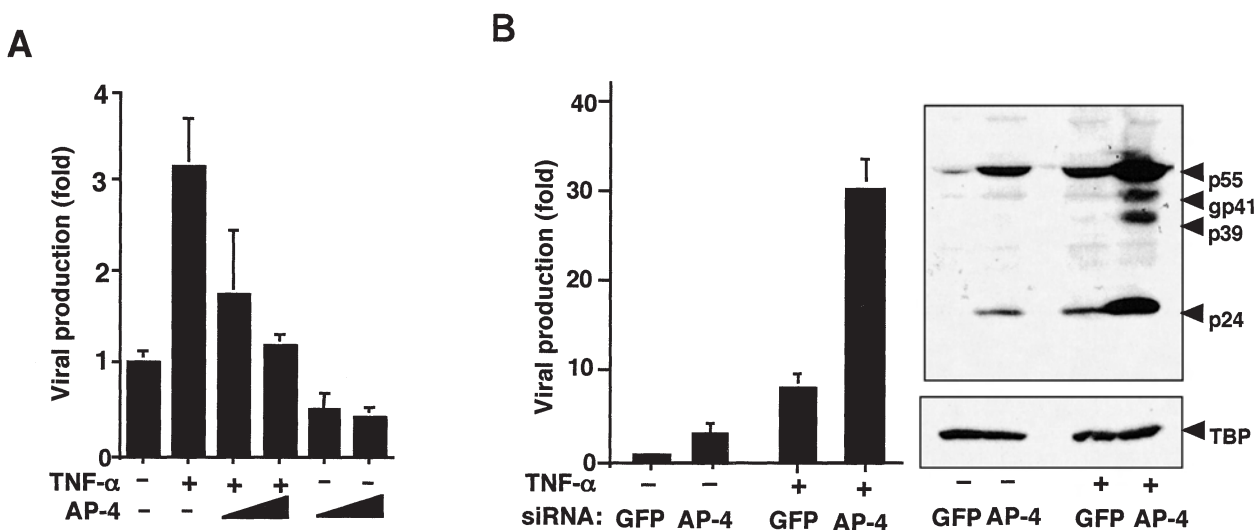 A
Viral production (fold)
4
3
2
1
0
TNF-α - + + + - -
AP-4 - -
B
Viral production (fold)
40
30
20
10
0
TNF-α - - + +
siRNA: GFP AP-4 GFP AP-4
p55
gp41
p39
p24
TBP
- - + +
GFP AP-4 GFP AP-4